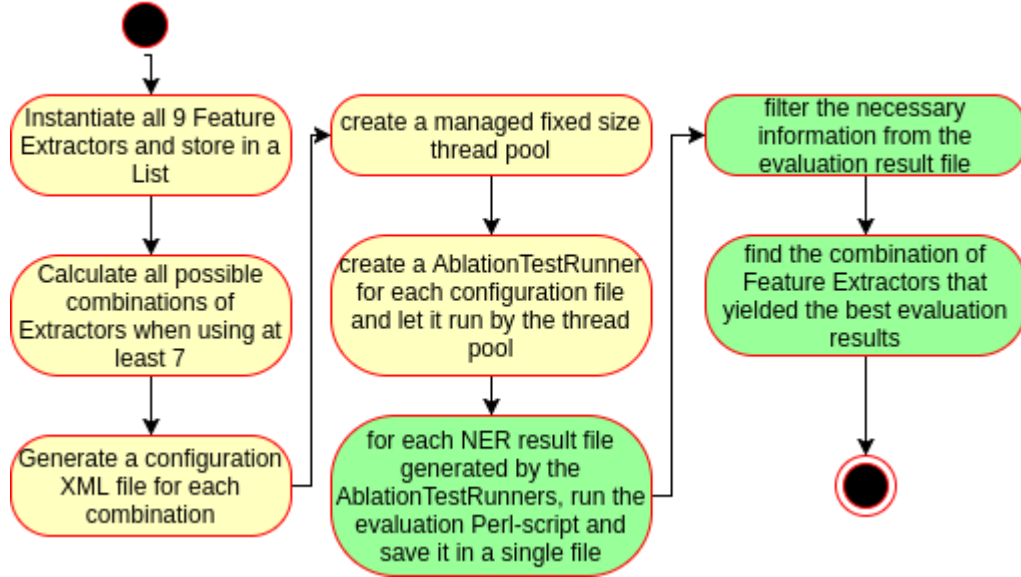 Instantiate all 9 Feature
Extractors and store in a
List
Calculate all possible
combinations of
Extractors when using at
least 7
Generate a configuration
XML file for each
combination
create a managed fixed size
thread pool
create a AblationTestRunner
for each configuration file
and let it run by the thread
pool
for each NER result file
generated by the
AblationTestRunners, run the
evaluation Perl-script and
save it in a single file
filter the necessary
information from the
evaluation result file
find the combination of
Feature Extractors that
yielded the best evaluation
results